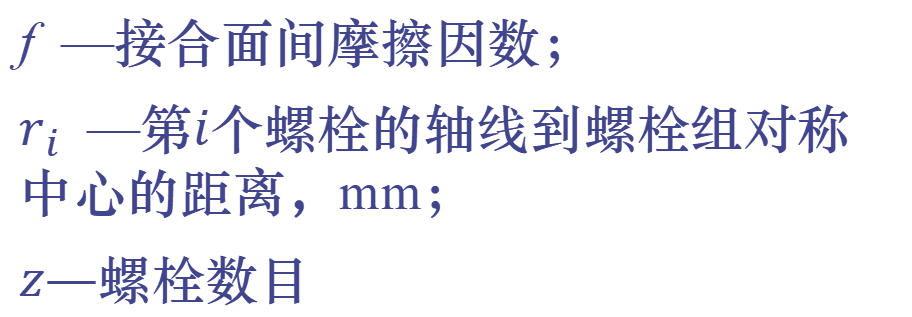 f —接合面间摩擦因数；
rᵢ —第i个螺栓的轴线到螺栓组对称
中心的距离，mm；
z—螺栓数目